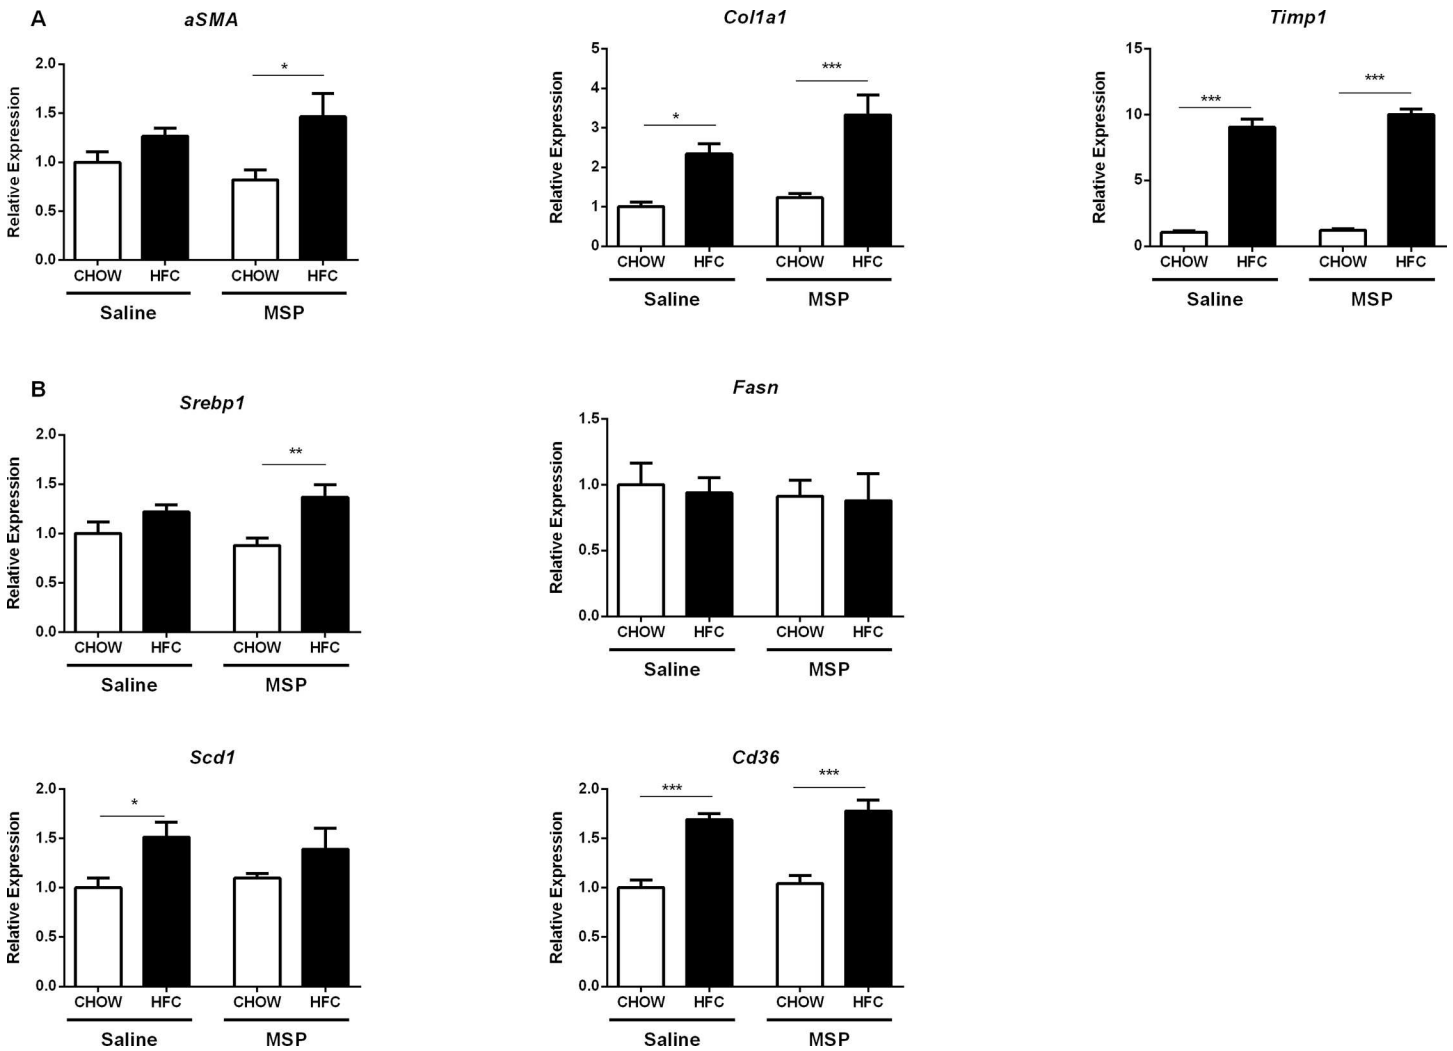 A
aSMA
Relative Expression
2.0
1.5
1.0
0.5
0.0
*
CHOW HFC CHOW HFC
Saline MSP
Col1a1
Relative Expression
5
4
3
2
1
0
*
***
CHOW HFC CHOW HFC
Saline MSP
Timp1
Relative Expression
15
10
5
0
***
***
CHOW HFC CHOW HFC
Saline MSP
B
Srebp1
Relative Expression
2.0
1.5
1.0
0.5
0.0
**
CHOW HFC CHOW HFC
Saline MSP
Fasn
Relative Expression
1.5
1.0
0.5
0.0
CHOW HFC CHOW HFC
Saline MSP
Scd1
Relative Expression
2.0
1.5
1.0
0.5
0.0
*
CHOW HFC CHOW HFC
Saline MSP
Cd36
Relative Expression
2.0
1.5
1.0
0.5
0.0
***
***
CHOW HFC CHOW HFC
Saline MSP